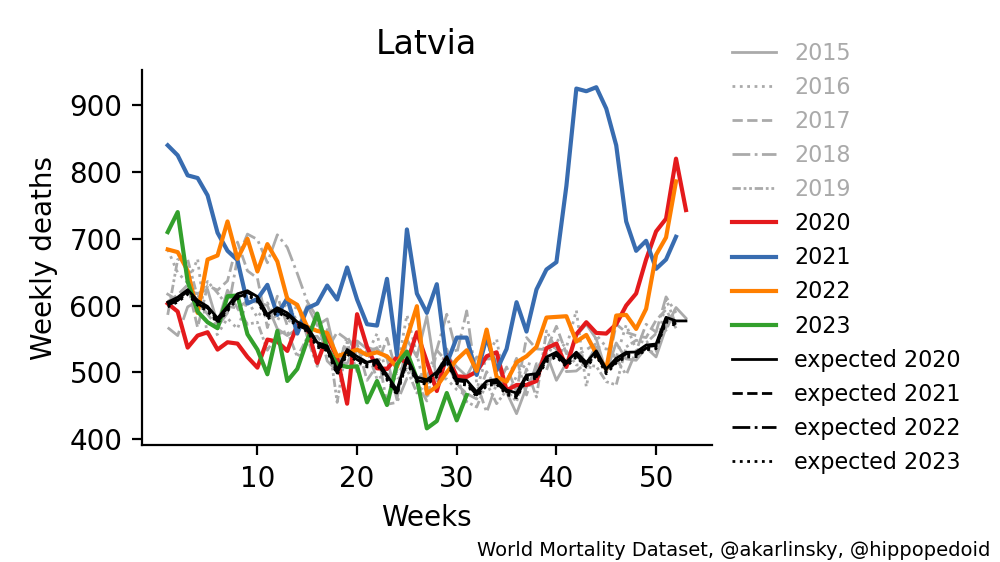 Latvia
Weekly deaths
900
800
700
600
500
400
10 20 30 40 50
Weeks
2015
2016
2017
2018
2019
2020
2021
2022
2023
expected 2020
expected 2021
expected 2022
expected 2023
World Mortality Dataset, @akarlinsky, @hippopedoid